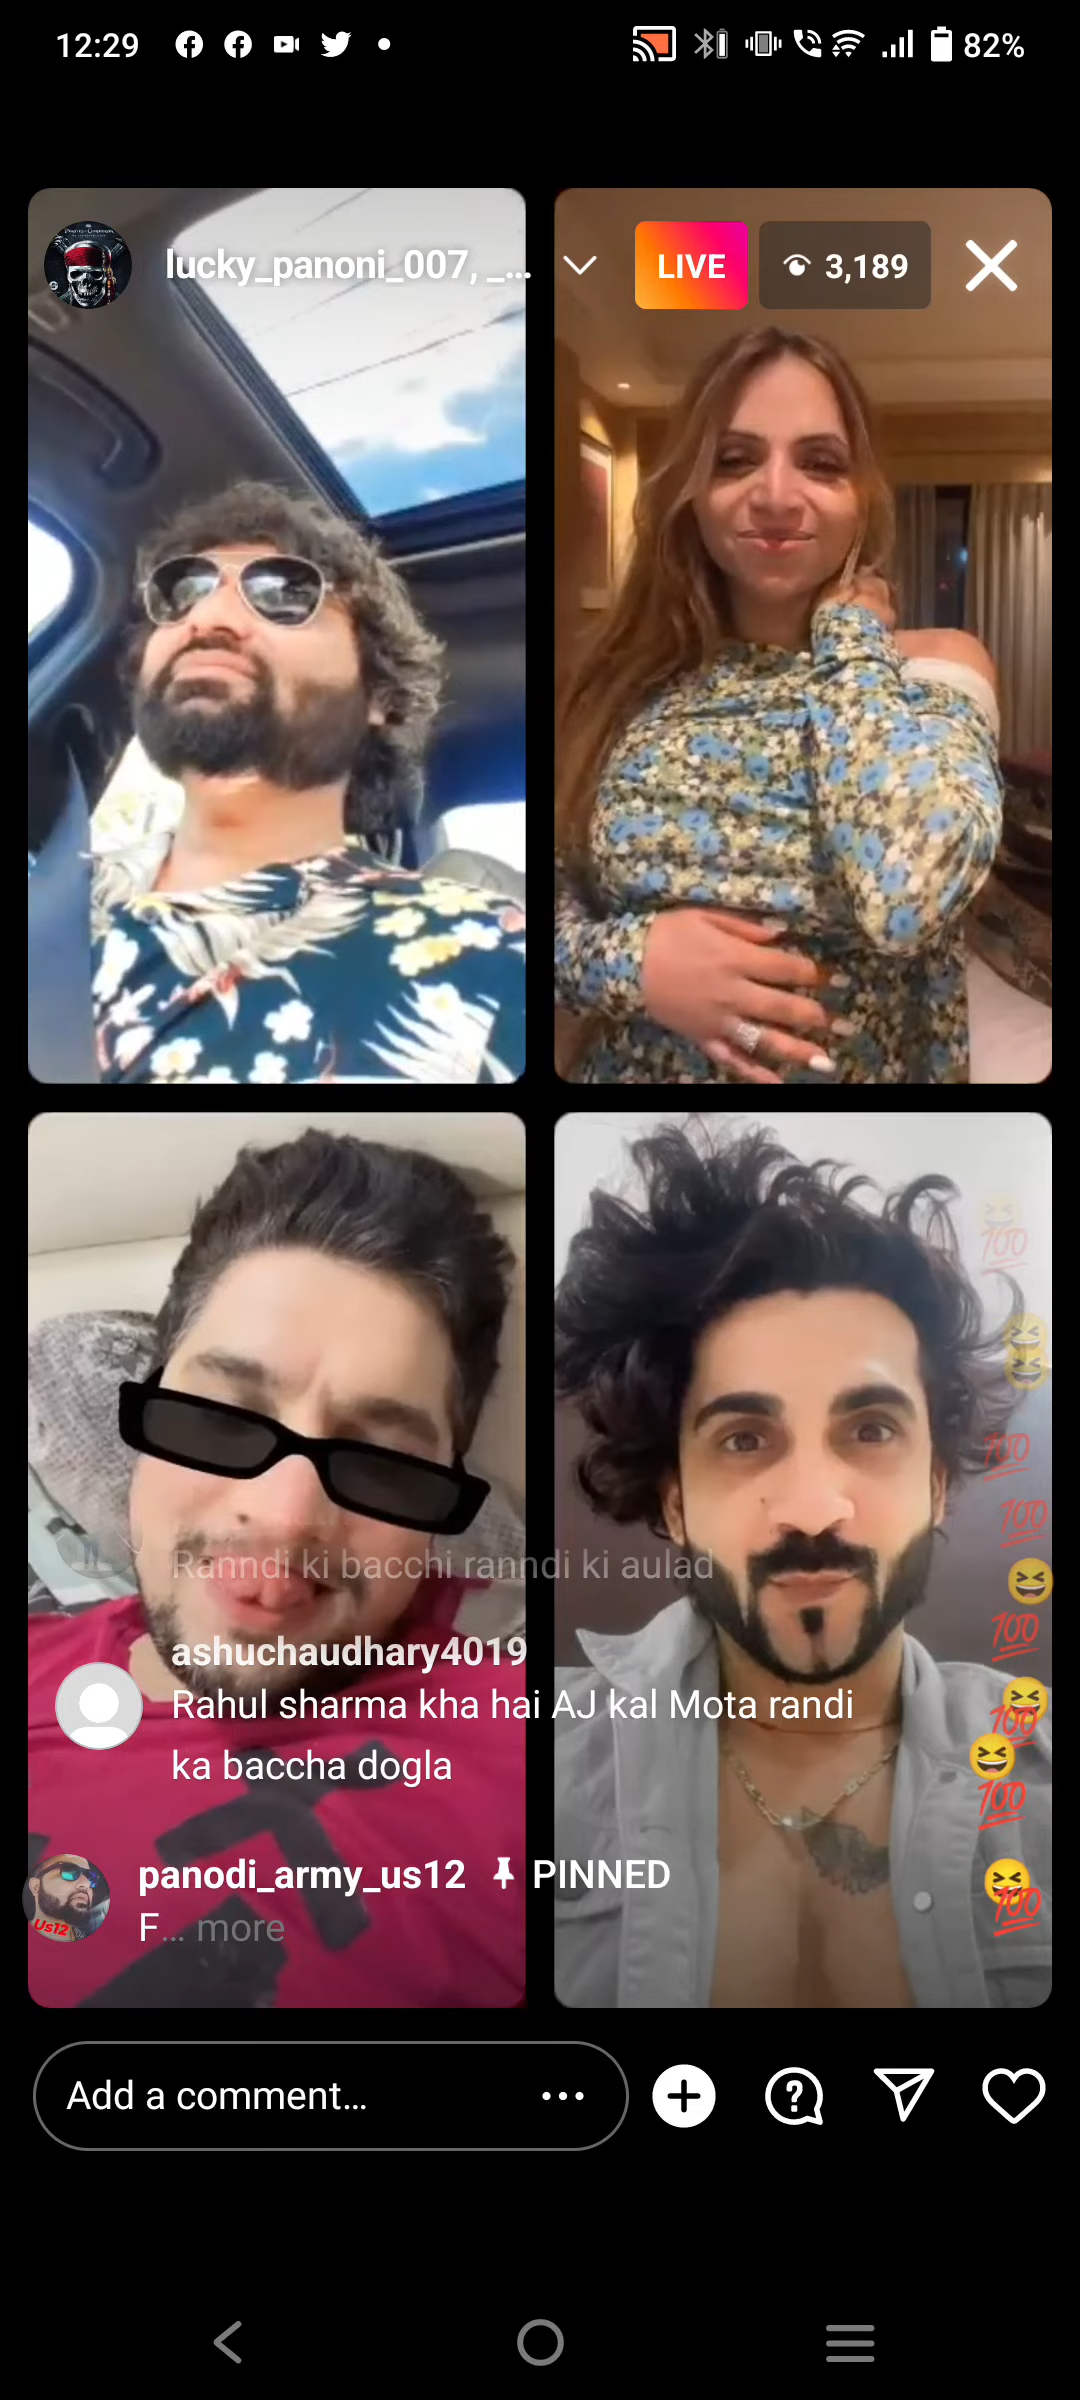 12:29
82%
lucky_panoni_007, _...
LIVE
3,189
Ranndi ki bacchi ranndi ki aulad
ashuchaudhary4019
Rahul sharma kha hai AJ kal Mota randi
ka baccha dogla
panodi_army_us12 PINNED
F... more
Us12
Add a comment...